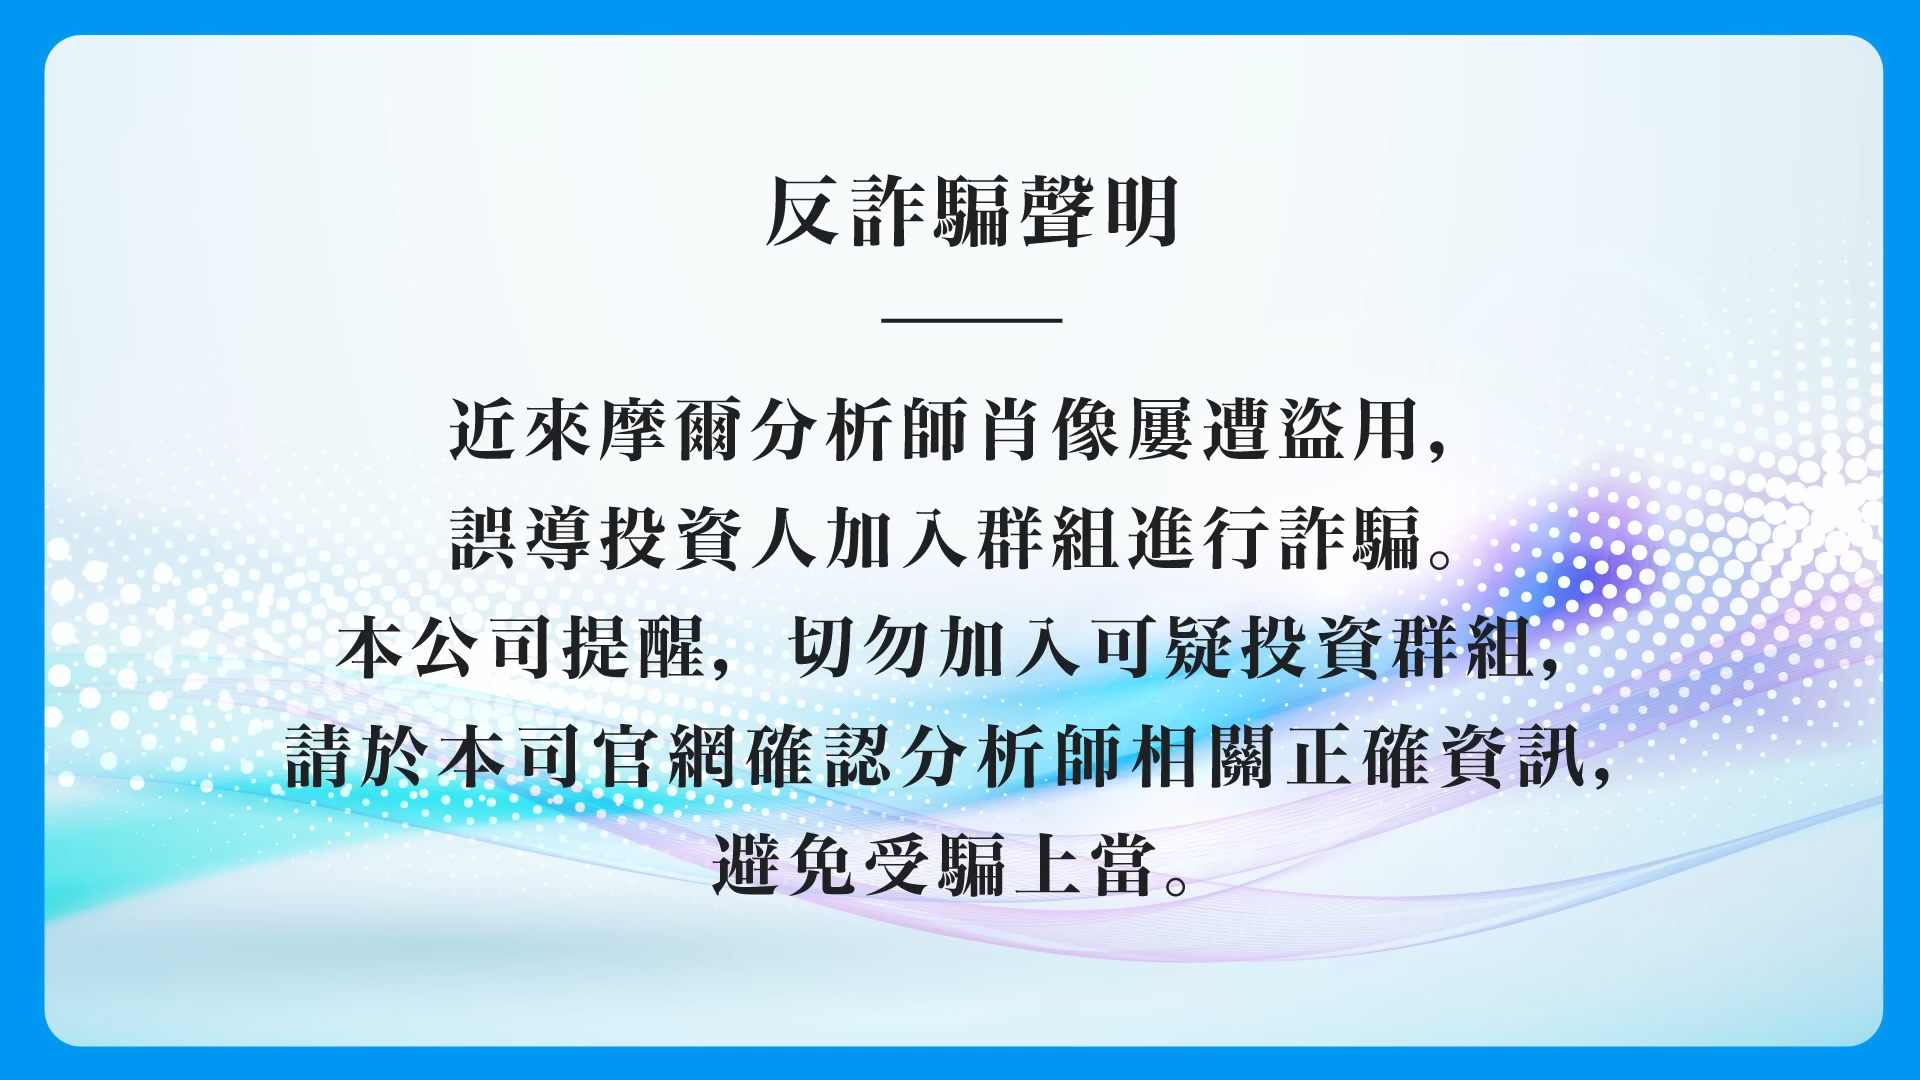 反詐騙聲明
近來摩爾分析師肖像屢遭盜用,
誤導投資人加入群組進行詐騙。
本公司提醒, 切勿加入可疑投資群組,
請於本司官網確認分析師相關正確資訊,
避免受騙上當。